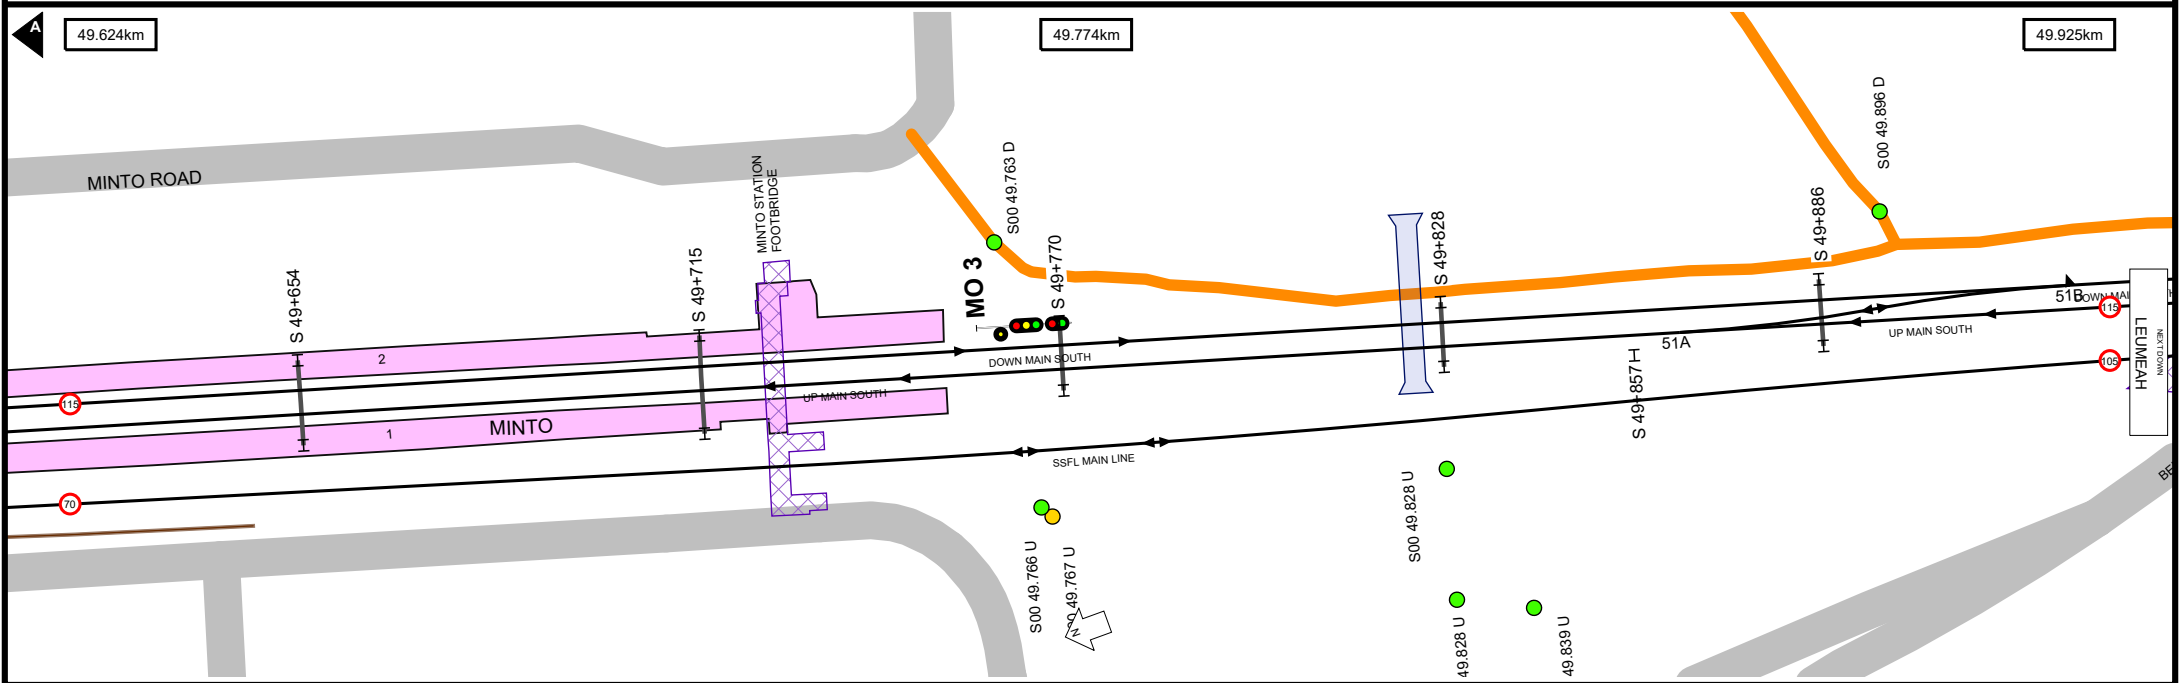 A
49.624km
49.774km
49.925km
MINTO ROAD
MINTO STATION
FOOTBRIDGE
S00 49.763 D
S00 49.896 D
S 49+654
S 49+715
MO 3
S 49+770
S 49+828
S 49+886
2
115
DOWN MAIN SOUTH
UP MAIN SOUTH
1
MINTO
70
SSFL MAIN LINE
51A
51B
DOWN MAI
115
UP MAIN SOUTH
105
LEUMEAH
NEXT DOWN
S 49+857
S00 49.766 U
49.767 U
N
S00 49.828 U
49.828 U
49.839 U
BE